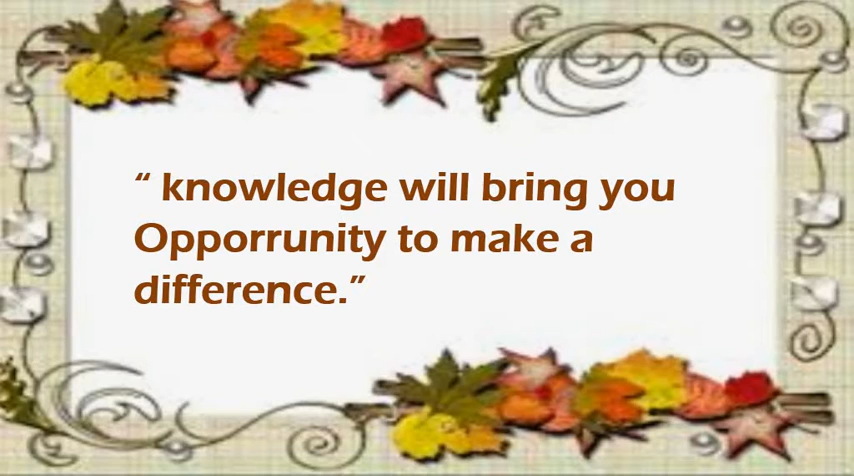 “ knowledge will bring you
Opporrunity to make a
difference.”